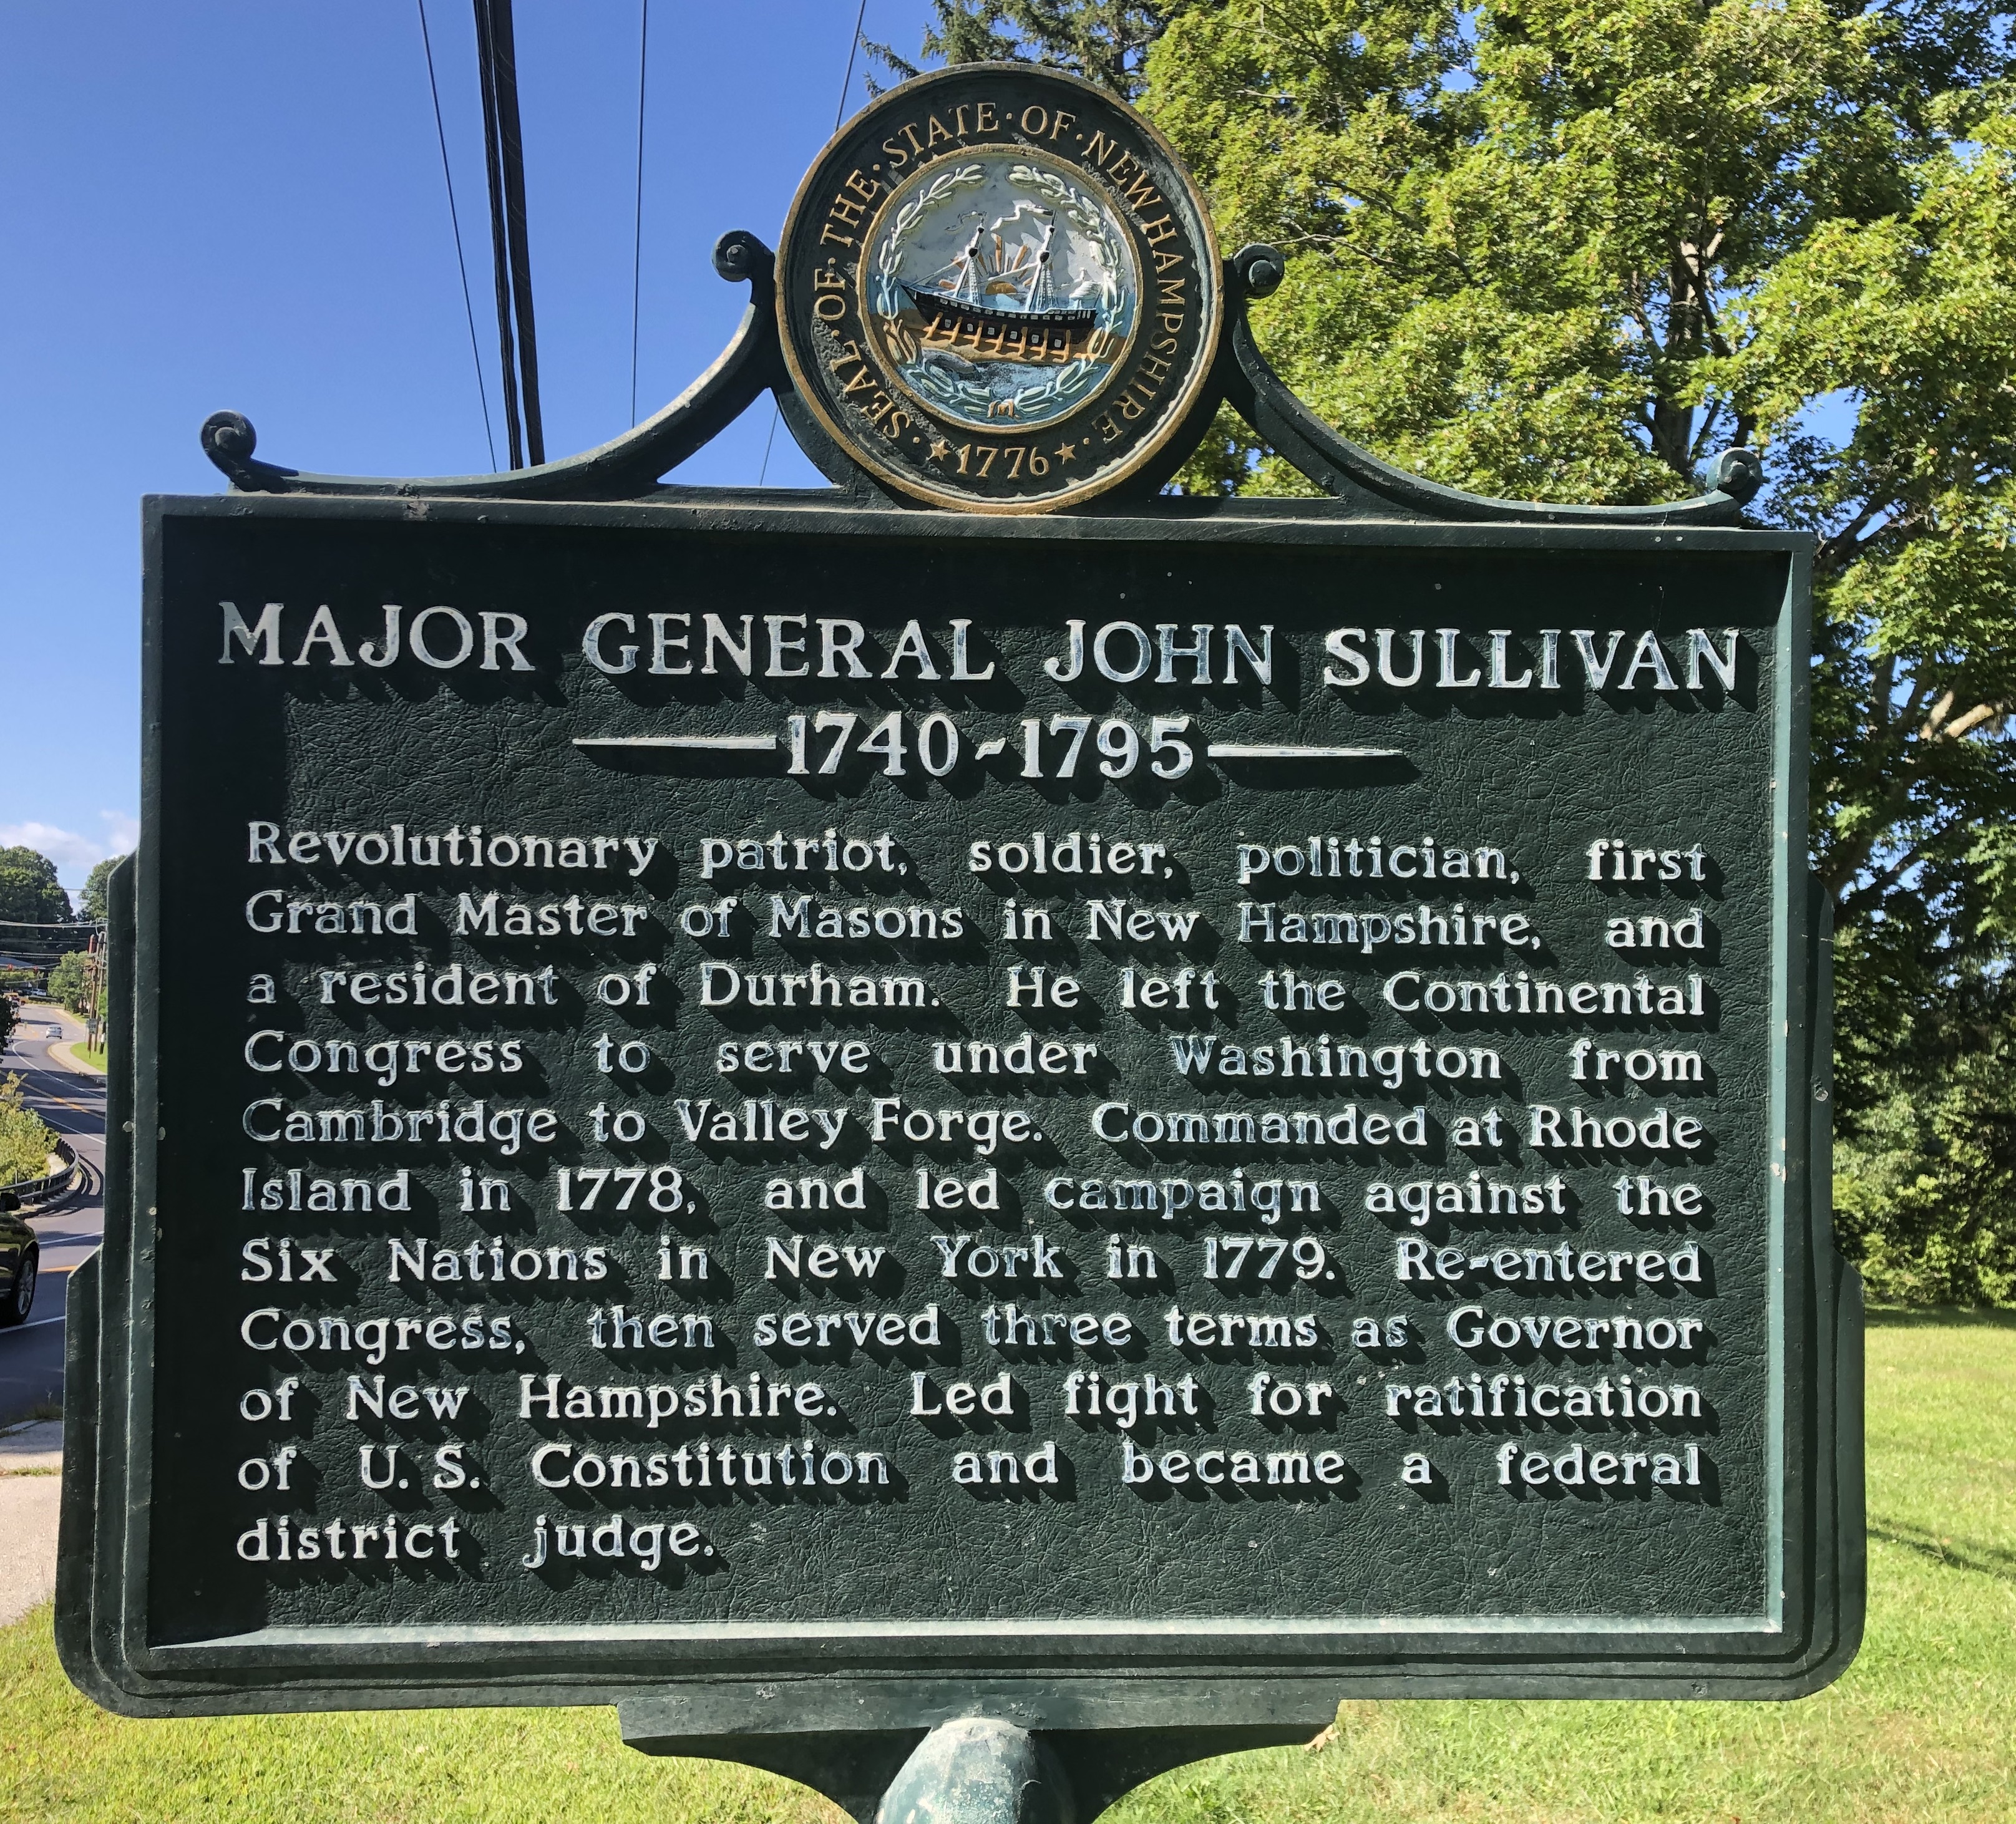 SEAL · OF · THE · STATE · OF · NEW HAMPSHIRE ·
★ 1776 ★
MAJOR GENERAL JOHN SULLIVAN
1740~1795
Revolutionary patriot, soldier, politician, first
Grand Master of Masons in New Hampshire, and
a resident of Durham. He left the Continental
Congress to serve under Washington from
Cambridge to Valley Forge. Commanded at Rhode
Island in 1778, and led campaign against the
Six Nations in New York in 1779. Re-entered
Congress, then served three terms as Governor
of New Hampshire. Led fight for ratification
of U.S. Constitution and became a federal
district judge.